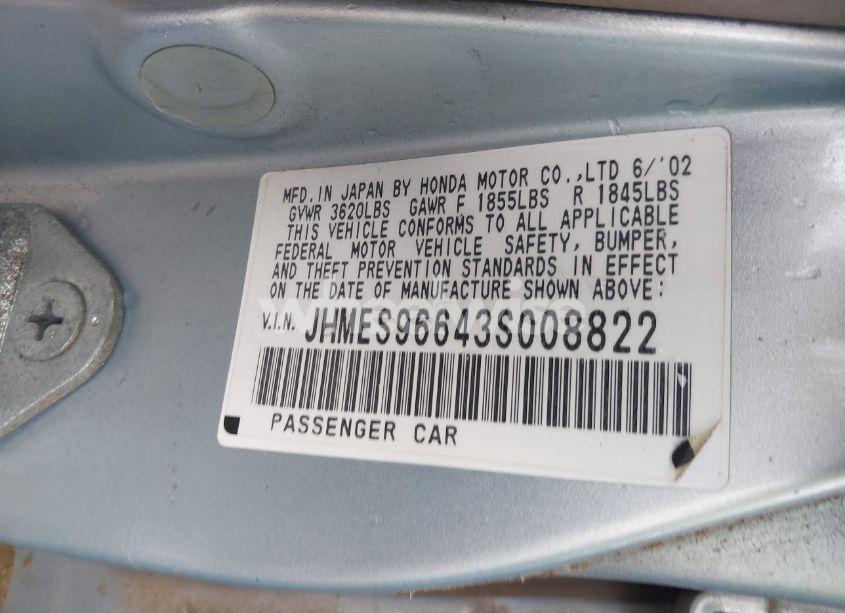 MFD. IN JAPAN BY HONDA MOTOR CO.,LTD 6/'02
GVWR 3620LBS GAWR F 1855LBS R 1845LBS
THIS VEHICLE CONFORMS TO ALL APPLICABLE
FEDERAL MOTOR VEHICLE SAFETY, BUMPER,
AND THEFT PREVENTION STANDARDS IN EFFECT
ON THE DATE OF MANUFACTURE SHOWN ABOVE:
V.I.N. JHMES96643S008822
PASSENGER CAR